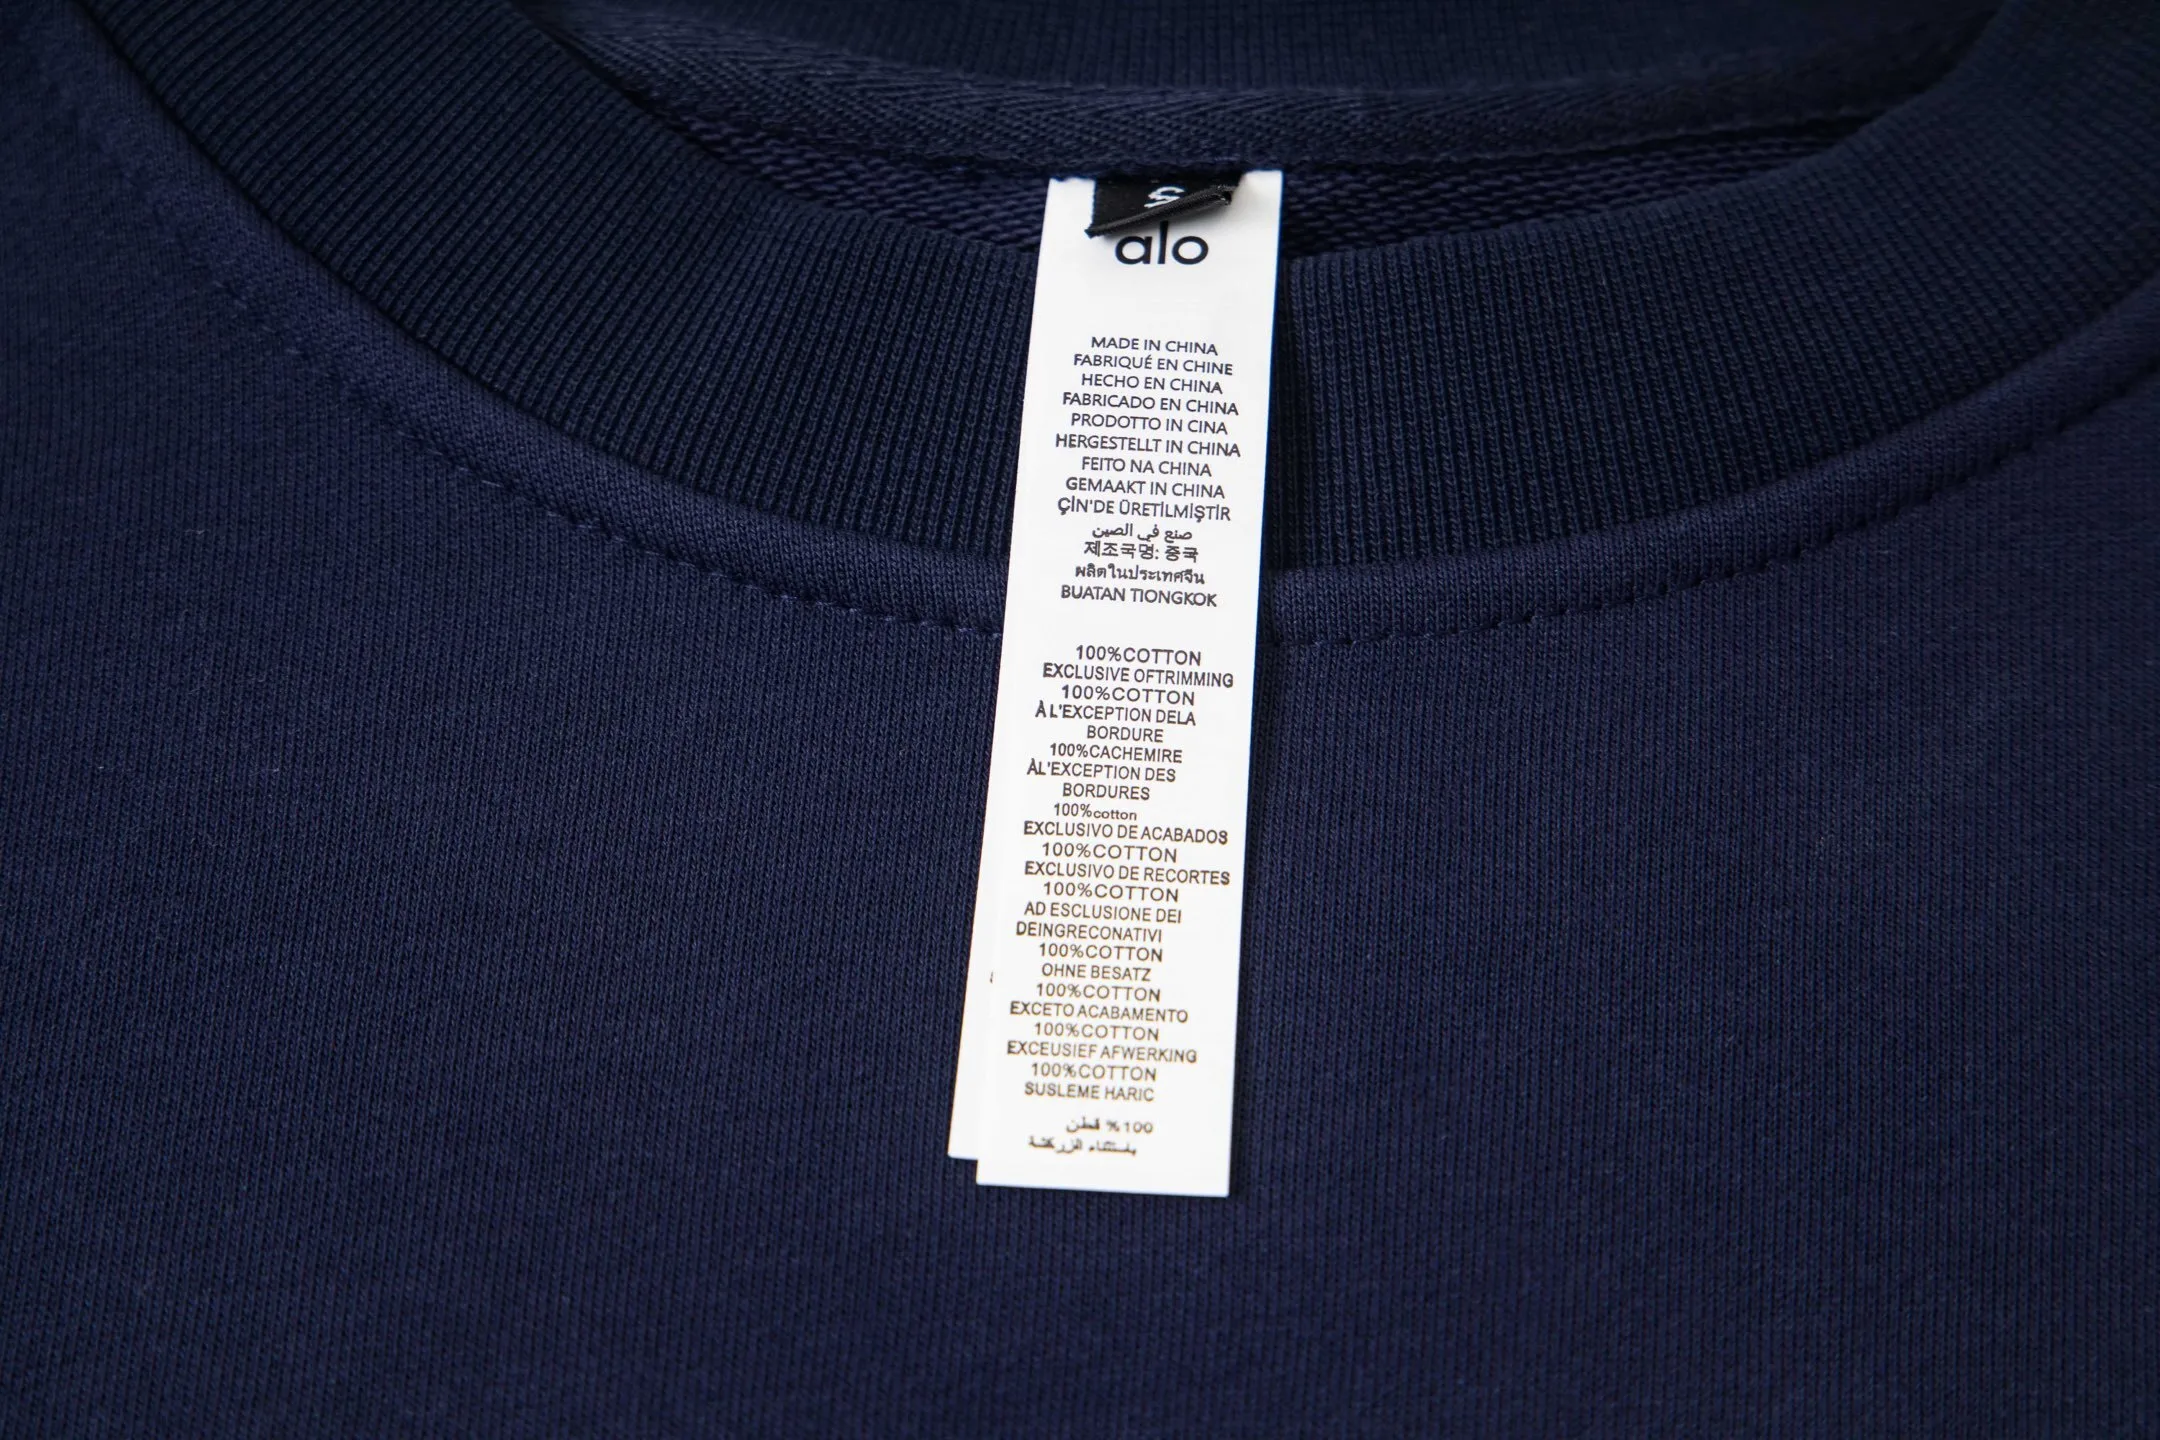 S
alo
MADE IN CHINA
FABRIQUÉ EN CHINE
HECHO EN CHINA
FABRICADO EN CHINA
PRODOTTO IN CINA
HERGESTELLT IN CHINA
FEITO NA CHINA
GEMAAKT IN CHINA
ÇİN'DE ÜRETİLMİŞTİR
صنع في الصين
제조국명: 중국
ผลิตในประเทศจีน
BUATAN TIONGKOK
100%COTTON
EXCLUSIVE OFTRIMMING
100%COTTON
À L'EXCEPTION DELA
BORDURE
100%CACHEMIRE
ÀL'EXCEPTION DES
BORDURES
100%cotton
EXCLUSIVO DE ACABADOS
100%COTTON
EXCLUSIVO DE RECORTES
100%COTTON
AD ESCLUSIONE DEI
DEINGRECONATIVI
100%COTTON
OHNE BESATZ
100%COTTON
EXCETO ACABAMENTO
100%COTTON
EXCEUSIEF AFWERKING
100%COTTON
SUSLEME HARIC
100% قطن
باستثناء الزركشة